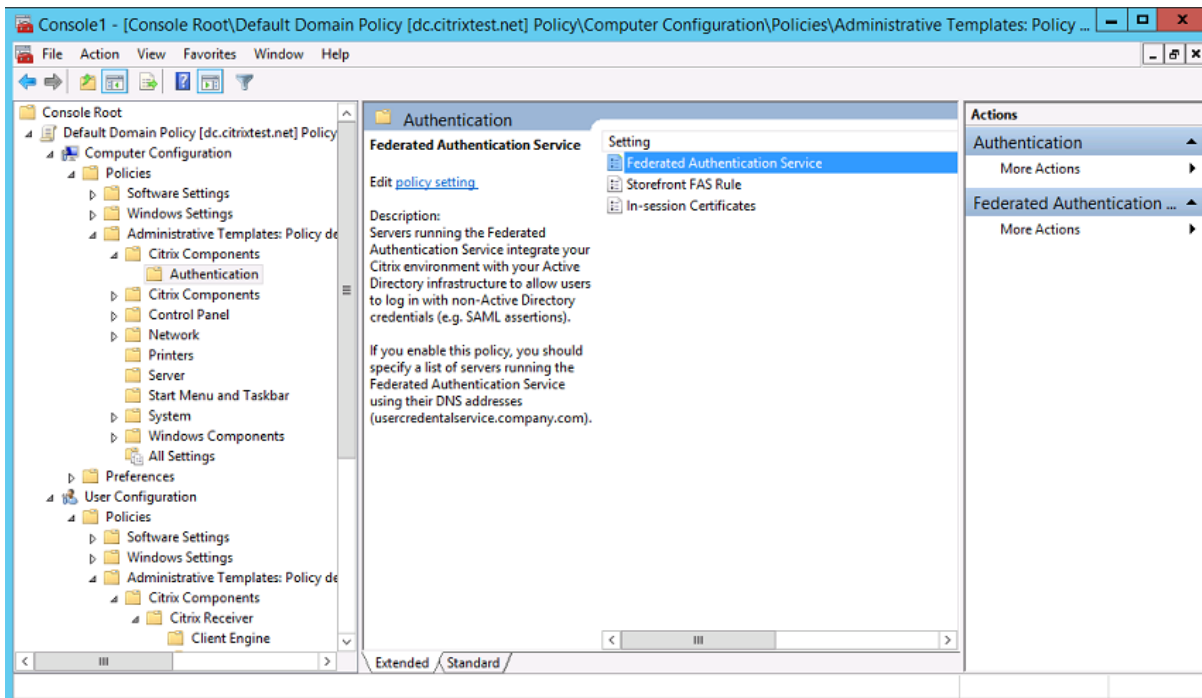 Console1 - [Console Root\Default Domain Policy [dc.citrixtest.net] Policy\Computer Configuration\Policies\Administrative Templates: Policy ...
File Action View Favorites Window Help
Console Root
Default Domain Policy [dc.citrixtest.net] Policy
Computer Configuration
Policies
Software Settings
Windows Settings
Administrative Templates: Policy de
Citrix Components
Authentication
Citrix Components
Control Panel
Network
Printers
Server
Start Menu and Taskbar
System
Windows Components
All Settings
Preferences
User Configuration
Policies
Software Settings
Windows Settings
Administrative Templates: Policy de
Citrix Components
Citrix Receiver
Client Engine
Authentication
Federated Authentication Service
Edit policy setting
Description:
Servers running the Federated
Authentication Service integrate your
Citrix environment with your Active
Directory infrastructure to allow users
to log in with non-Active Directory
credentials (e.g. SAML assertions).
If you enable this policy, you should
specify a list of servers running the
Federated Authentication Service
using their DNS addresses
(usercredentalservice.company.com).
Setting
Federated Authentication Service
Storefront FAS Rule
In-session Certificates
Extended Standard
Actions
Authentication
More Actions
Federated Authentication ...
More Actions